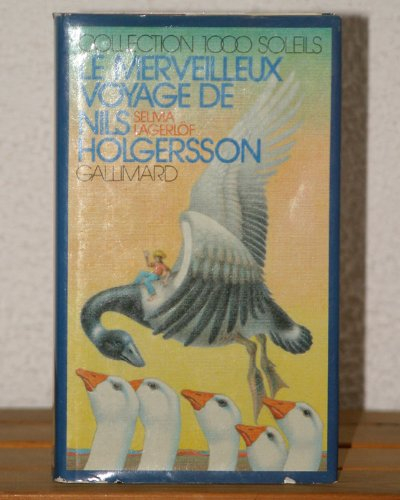 COLLECTION 1000 SOLEILS
LE MERVEILLEUX
VOYAGE DE
NILS
SELMA
LAGERLÖF
HOLGERSSON
GALLIMARD